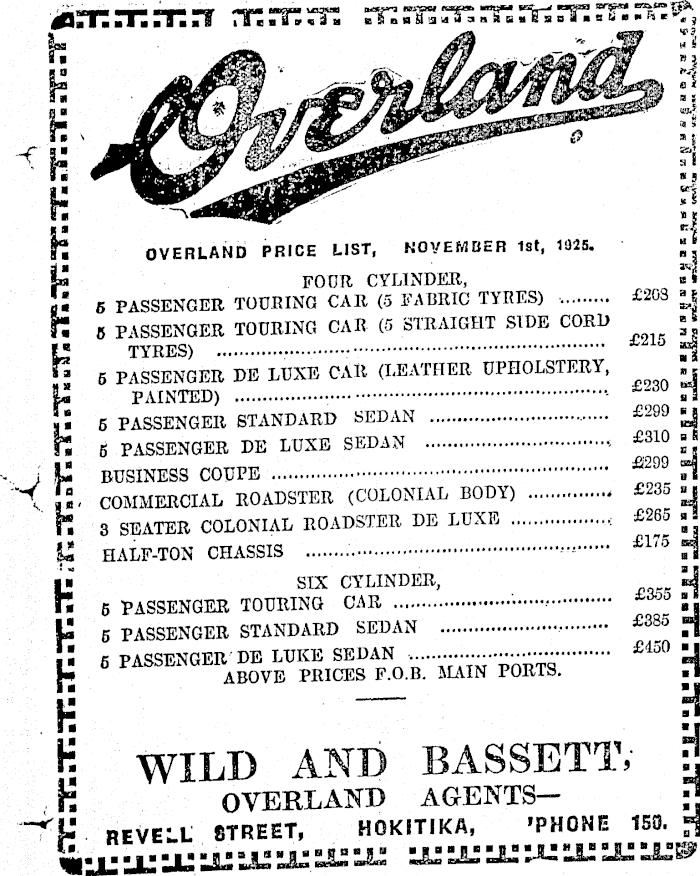 Overland
OVERLAND PRICE LIST, NOVEMBER 1st, 1925.
FOUR CYLINDER,
5 PASSENGER TOURING CAR (5 FABRIC TYRES) ......... £208
5 PASSENGER TOURING CAR (5 STRAIGHT SIDE CORD
TYRES) ................................................ £215
5 PASSENGER DE LUXE CAR (LEATHER UPHOLSTERY,
PAINTED) ................................................ £230
5 PASSENGER STANDARD SEDAN ........................ £299
5 PASSENGER DE LUXE SEDAN ........................ £310
BUSINESS COUPE ............................................ £299
COMMERCIAL ROADSTER (COLONIAL BODY) ............ £235
3 SEATER COLONIAL ROADSTER DE LUXE ............... £265
HALF-TON CHASSIS ........................................ £175
SIX CYLINDER,
5 PASSENGER TOURING CAR .............................. £355
5 PASSENGER STANDARD SEDAN ........................ £385
5 PASSENGER DE LUKE SEDAN ........................... £450
ABOVE PRICES F.O.B. MAIN PORTS.
WILD AND BASSETT,
OVERLAND AGENTS—
REVELL STREET, HOKITIKA, 'PHONE 150.